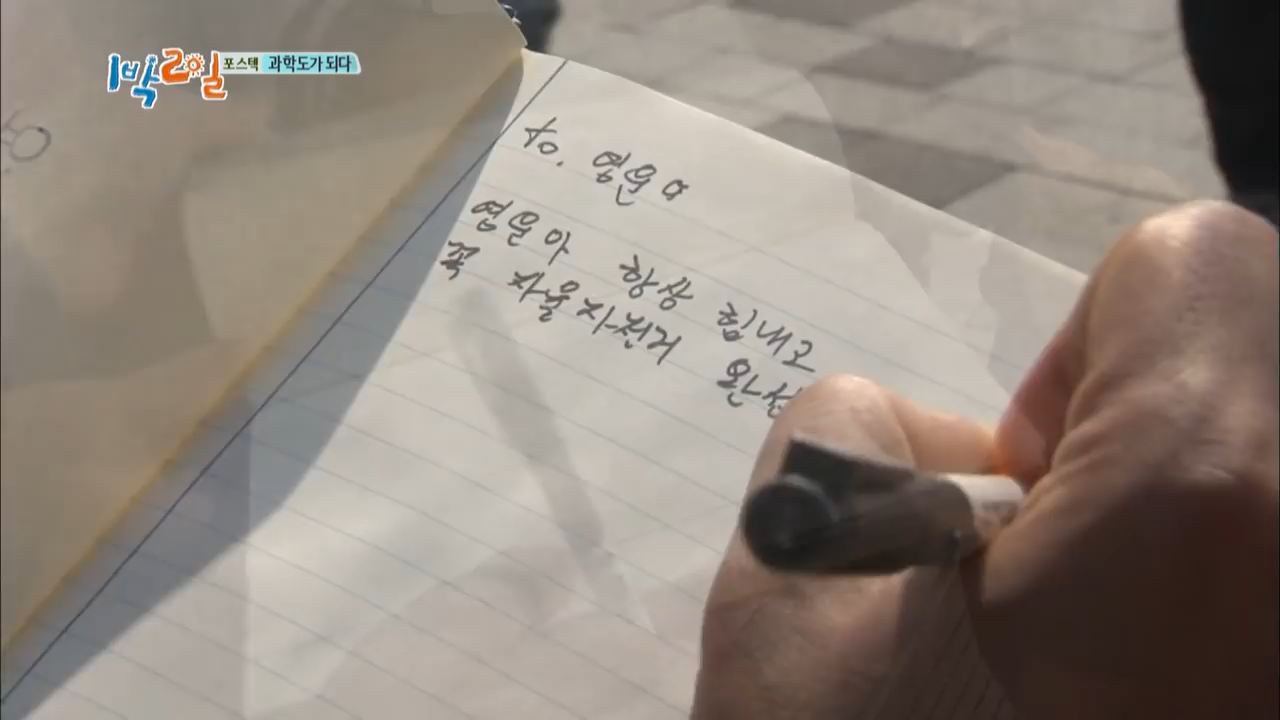 1박2일 포스텍 과학도가 되다
to. 영운아
영운아 항상 힘내고
꼭 자율자전거 완성